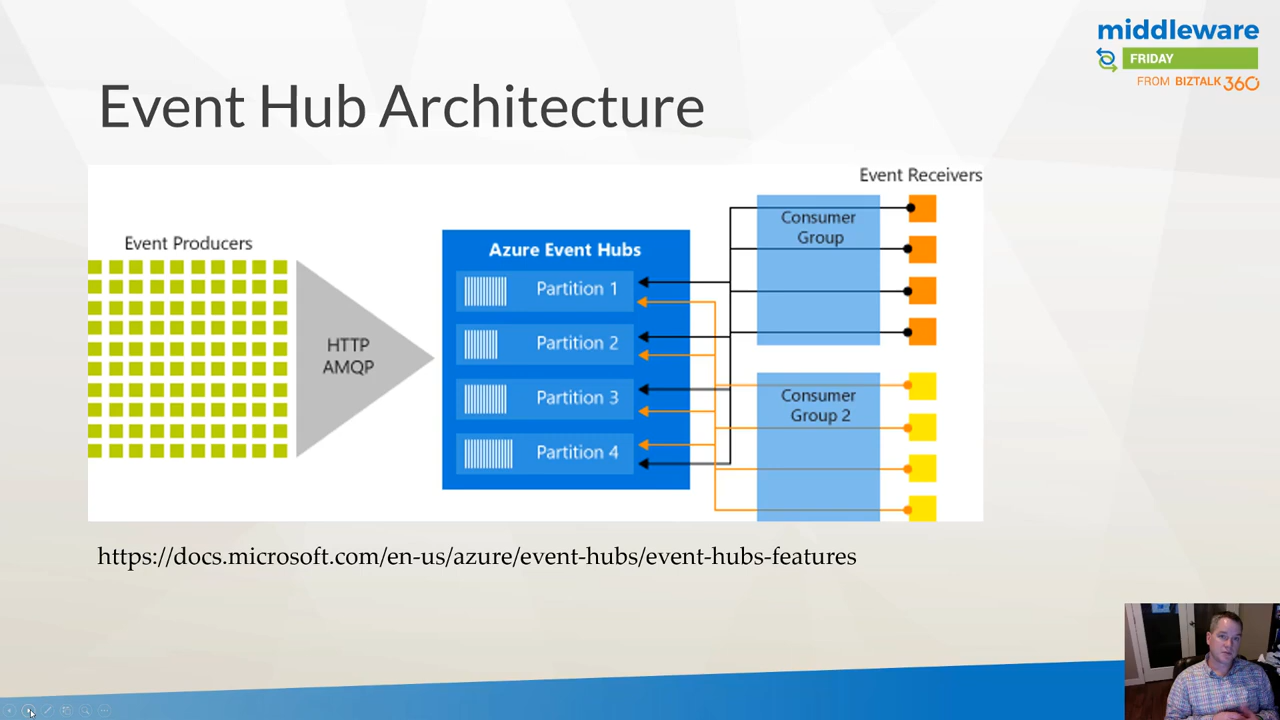 middleware
FRIDAY
FROM BIZTALK 360
Event Hub Architecture
Event Receivers
Event Producers
HTTP
AMQP
Azure Event Hubs
Partition 1
Partition 2
Partition 3
Partition 4
Consumer
Group
Consumer
Group 2
https://docs.microsoft.com/en-us/azure/event-hubs/event-hubs-features